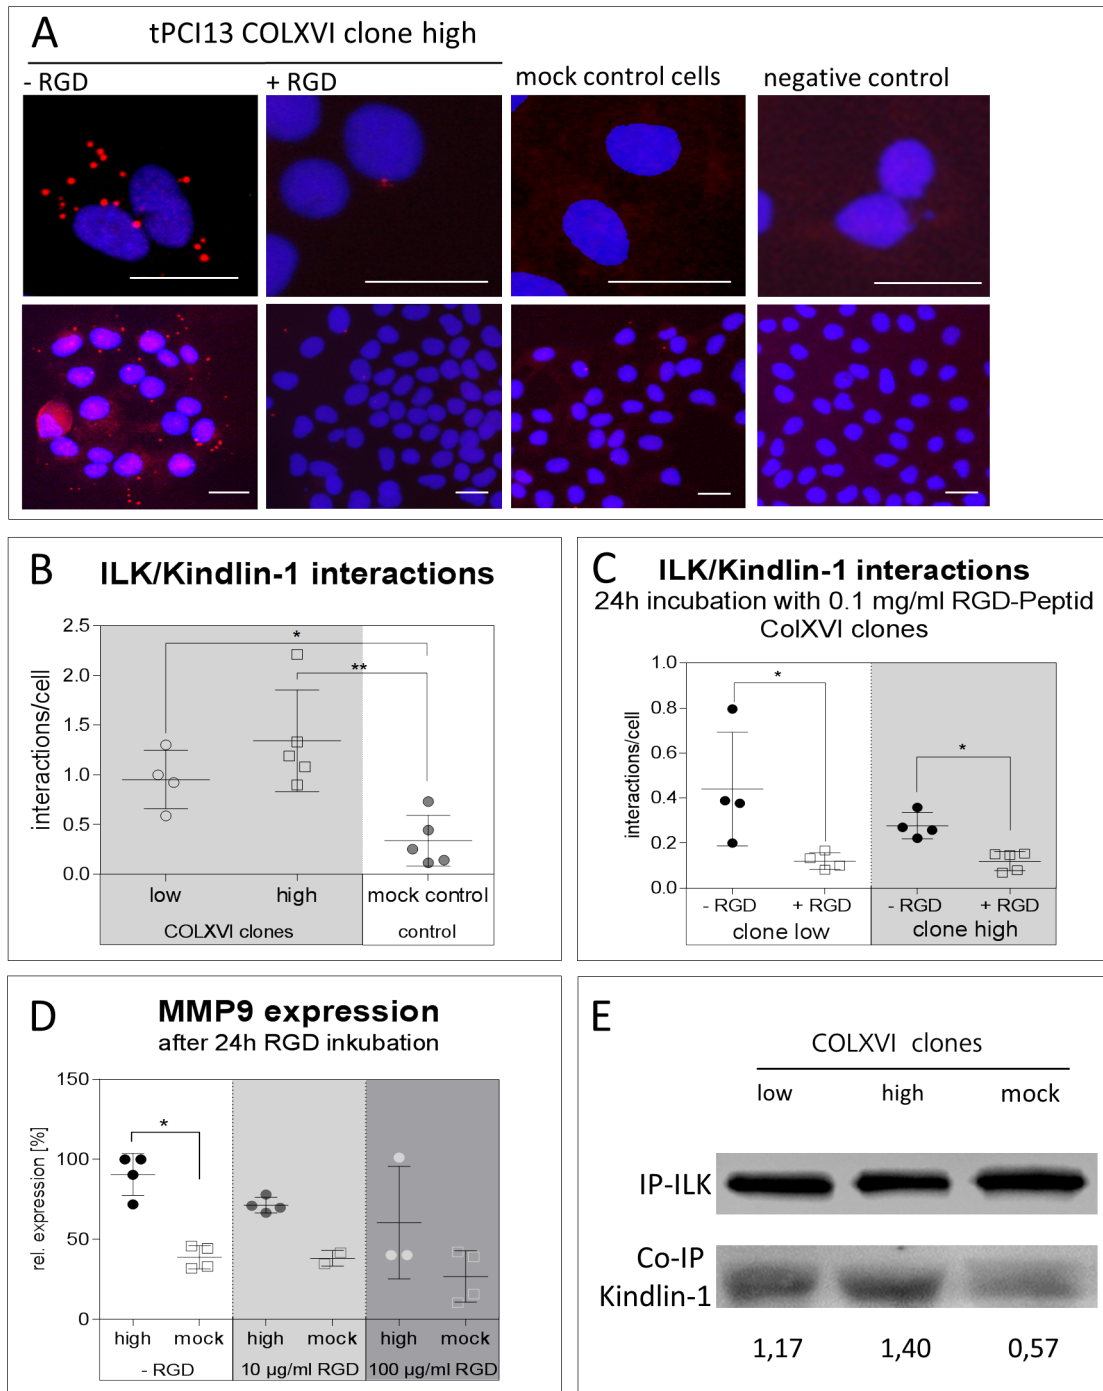 A
tPCI13 COLXVI clone high
- RGD
+ RGD
mock control cells
negative control
B
ILK/Kindlin-1 interactions
interactions/cell
2.5
2.0
1.5
1.0
0.5
0.0
*
**
low
high
mock control
COLXVI clones
control
C
ILK/Kindlin-1 interactions
24h incubation with 0.1 mg/ml RGD-Peptid
ColXVI clones
interactions/cell
1.0
0.8
0.6
0.4
0.2
0.0
*
*
- RGD
+ RGD
- RGD
+ RGD
clone low
clone high
D
MMP9 expression
after 24h RGD inkubation
rel. expression [%]
150
100
50
0
*
high
mock
high
mock
high
mock
- RGD
10 µg/ml RGD
100 µg/ml RGD
E
COLXVI clones
low
high
mock
IP-ILK
Co-IP
Kindlin-1
1,17
1,40
0,57